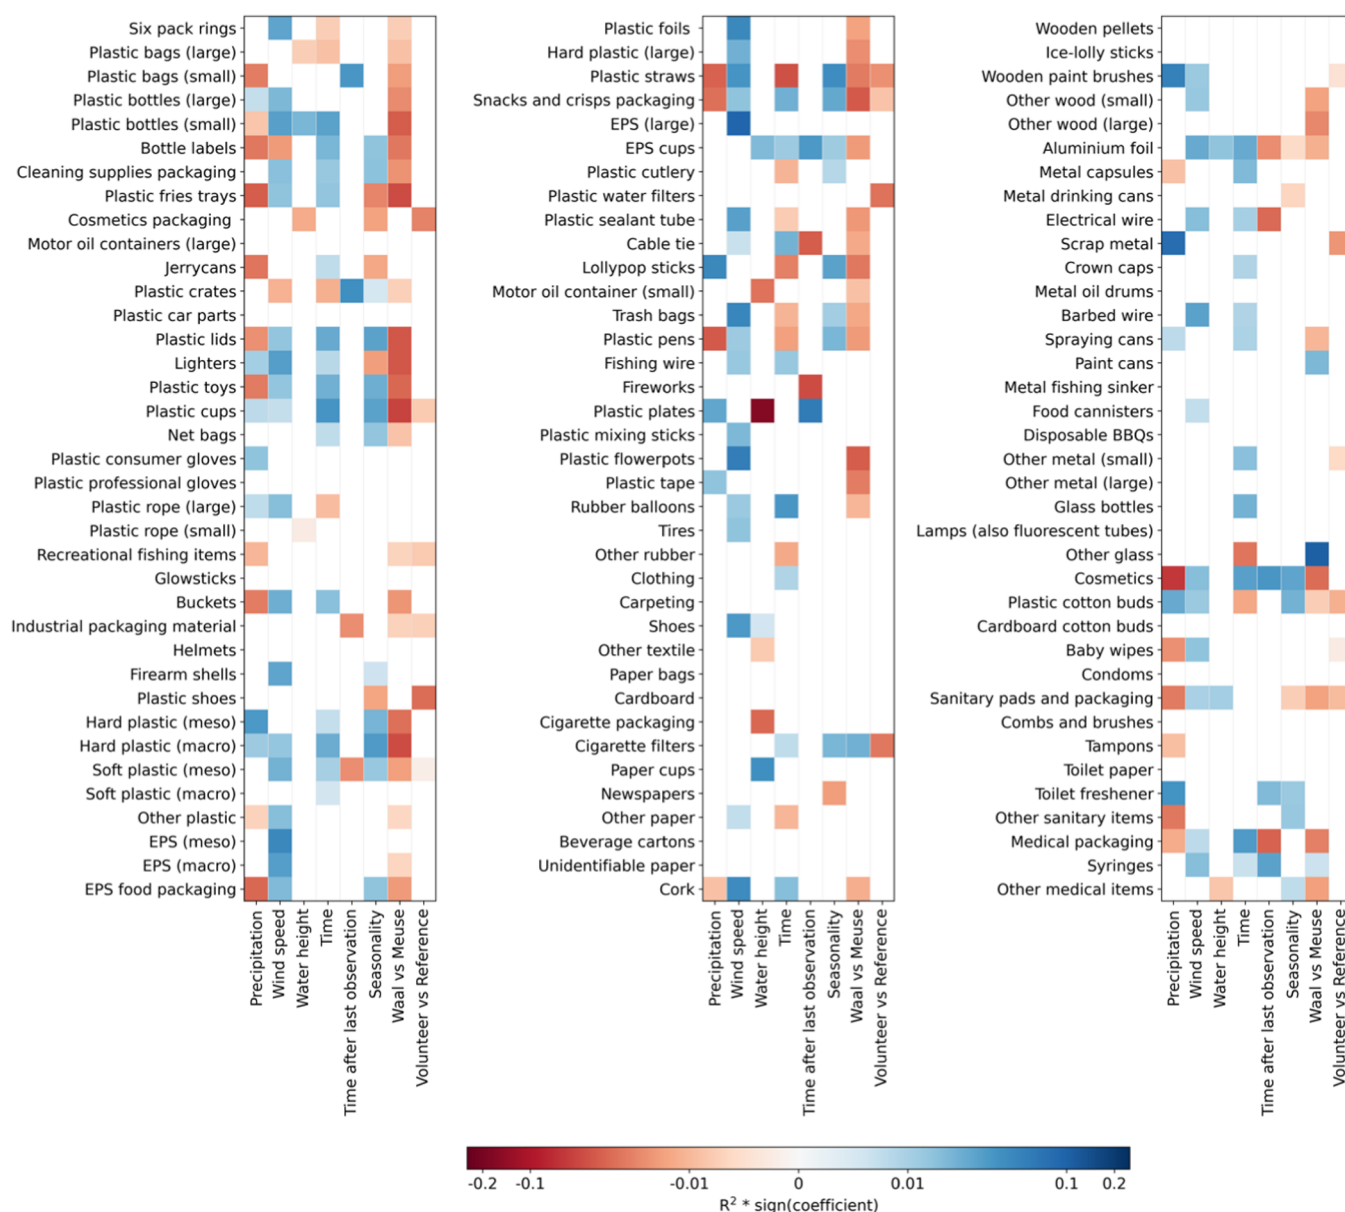 Six pack rings
Plastic bags (large)
Plastic bags (small)
Plastic bottles (large)
Plastic bottles (small)
Bottle labels
Cleaning supplies packaging
Plastic fries trays
Cosmetics packaging
Motor oil containers (large)
Jerrycans
Plastic crates
Plastic car parts
Plastic lids
Lighters
Plastic toys
Plastic cups
Net bags
Plastic consumer gloves
Plastic professional gloves
Plastic rope (large)
Plastic rope (small)
Recreational fishing items
Glowsticks
Buckets
Industrial packaging material
Helmets
Firearm shells
Plastic shoes
Hard plastic (meso)
Hard plastic (macro)
Soft plastic (meso)
Soft plastic (macro)
Other plastic
EPS (meso)
EPS (macro)
EPS food packaging
Precipitation
Wind speed
Water height
Time
Time after last observation
Seasonality
Waal vs Meuse
Volunteer vs Reference
Plastic foils
Hard plastic (large)
Plastic straws
Snacks and crisps packaging
EPS (large)
EPS cups
Plastic cutlery
Plastic water filters
Plastic sealant tube
Cable tie
Lollypop sticks
Motor oil container (small)
Trash bags
Plastic pens
Fishing wire
Fireworks
Plastic plates
Plastic mixing sticks
Plastic flowerpots
Plastic tape
Rubber balloons
Tires
Other rubber
Clothing
Carpeting
Shoes
Other textile
Paper bags
Cardboard
Cigarette packaging
Cigarette filters
Paper cups
Newspapers
Other paper
Beverage cartons
Unidentifiable paper
Cork
Precipitation
Wind speed
Water height
Time
Time after last observation
Seasonality
Waal vs Meuse
Volunteer vs Reference
Wooden pellets
Ice-lolly sticks
Wooden paint brushes
Other wood (small)
Other wood (large)
Aluminium foil
Metal capsules
Metal drinking cans
Electrical wire
Scrap metal
Crown caps
Metal oil drums
Barbed wire
Spraying cans
Paint cans
Metal fishing sinker
Food cannisters
Disposable BBQs
Other metal (small)
Other metal (large)
Glass bottles
Lamps (also fluorescent tubes)
Other glass
Cosmetics
Plastic cotton buds
Cardboard cotton buds
Baby wipes
Condoms
Sanitary pads and packaging
Combs and brushes
Tampons
Toilet paper
Toilet freshener
Other sanitary items
Medical packaging
Syringes
Other medical items
Precipitation
Wind speed
Water height
Time
Time after last observation
Seasonality
Waal vs Meuse
Volunteer vs Reference
-0.2 -0.1 -0.01 0 0.01 0.1 0.2
R² * sign(coefficient)